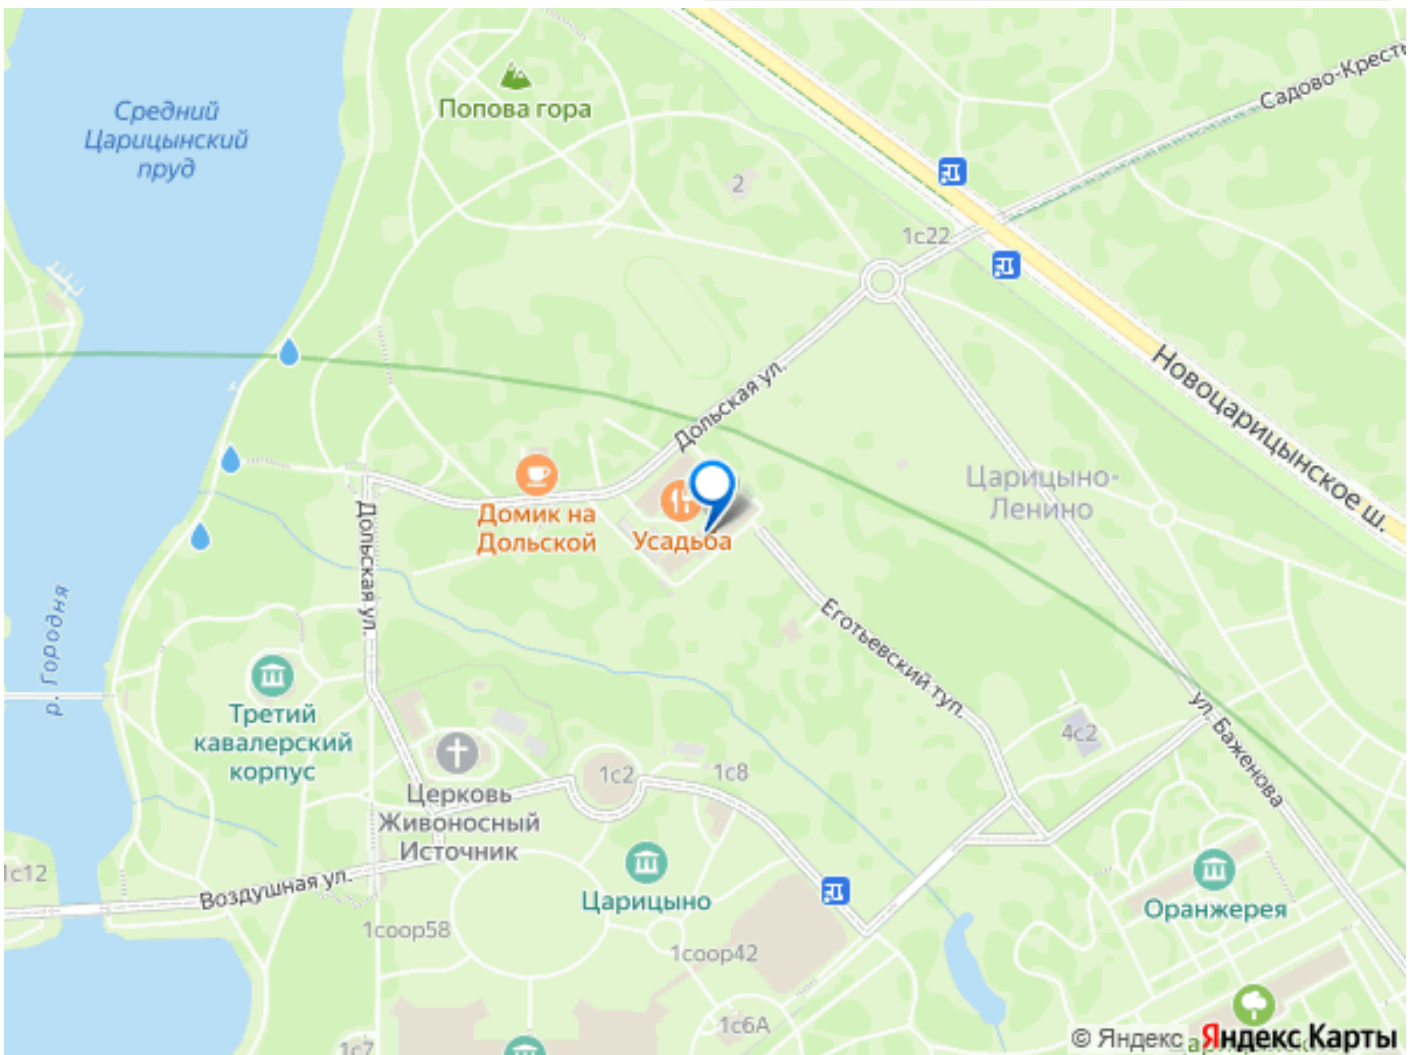 Средний
Царицынский
пруд
Попова гора
Садово-Кресть
2
1с22
Новоцарицынское ш.
Дольская ул.
Царицыно-
Ленино
Домик на
Дольской
Усадьба
Дольская ул.
р. Городня
Еготьевский туп.
Третий
кавалерский
корпус
4с2
ул. Баженова
1с2
1с8
Церковь
Живоносный
Источник
1с12
Воздушная ул.
Царицыно
Оранжерея
1соор58
1соор42
1с6А
1с7
© Яндекс Яндекс Карты